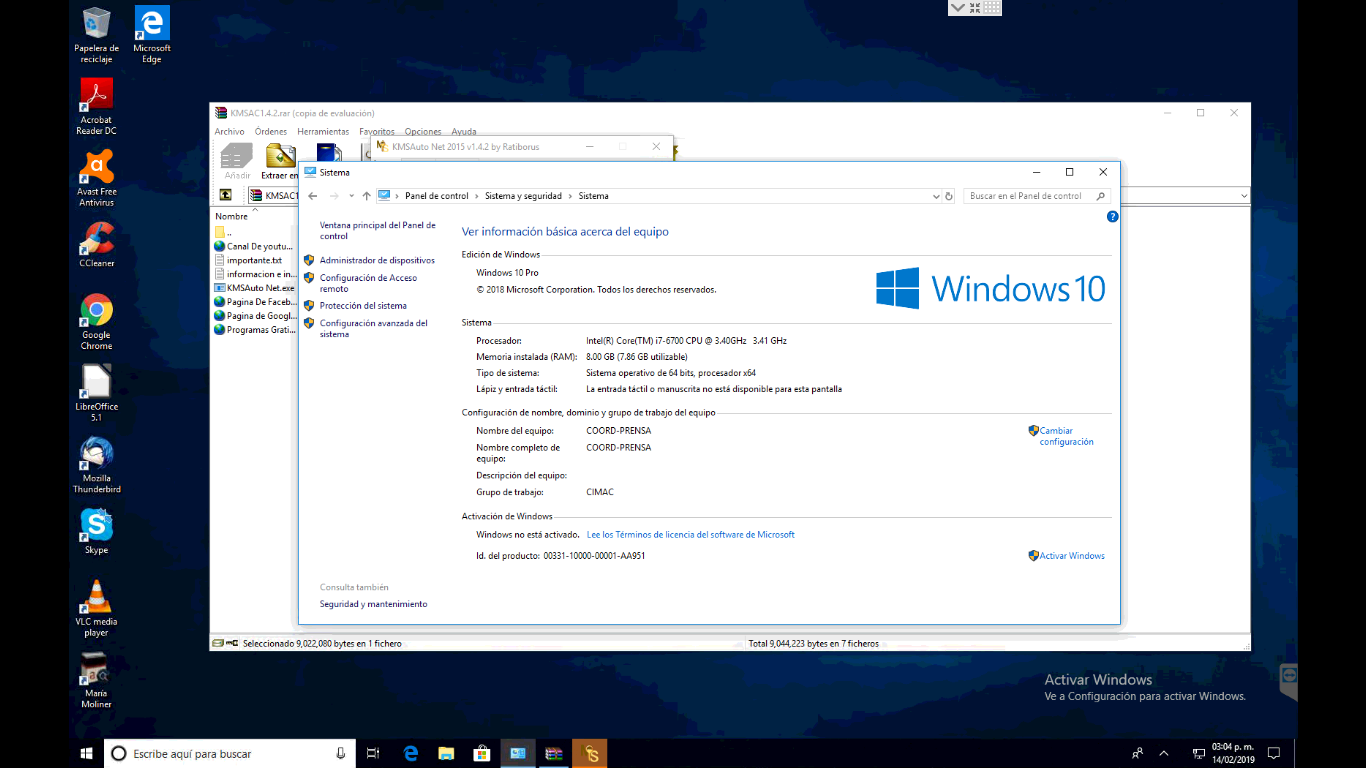 Papelera de
reciclaje
Microsoft
Edge
Acrobat
Reader DC
Avast Free
Antivirus
CCleaner
Google
Chrome
LibreOffice
5.1
Mozilla
Thunderbird
Skype
VLC media
player
María
Moliner
KMSAC1.4.2.rar (copia de evaluación)
Archivo Órdenes Herramientas Favoritos Opciones Ayuda
KMSAuto Net 2015 v1.4.2 by Ratiborus
Añadir
Extraer en
KMSAC1
Nombre
..
Canal De youtu...
importante.txt
informacion e in...
KMSAuto Net.exe
Pagina De Faceb...
Pagina de Googl...
Programas Grati...
Sistema
Panel de control > Sistema y seguridad > Sistema
Buscar en el Panel de control
Ventana principal del Panel de
control
Administrador de dispositivos
Configuración de Acceso
remoto
Protección del sistema
Configuración avanzada del
sistema
Consulta también
Seguridad y mantenimiento
Ver información básica acerca del equipo
Edición de Windows
Windows 10 Pro
© 2018 Microsoft Corporation. Todos los derechos reservados.
Windows 10
Sistema
Procesador: Intel(R) Core(TM) i7-6700 CPU @ 3.40GHz 3.41 GHz
Memoria instalada (RAM): 8.00 GB (7.86 GB utilizable)
Tipo de sistema: Sistema operativo de 64 bits, procesador x64
Lápiz y entrada táctil: La entrada táctil o manuscrita no está disponible para esta pantalla
Configuración de nombre, dominio y grupo de trabajo del equipo
Nombre del equipo: COORD-PRENSA
Cambiar
configuración
Nombre completo de
equipo: COORD-PRENSA
Descripción del equipo:
Grupo de trabajo: CIMAC
Activación de Windows
Windows no está activado. Lee los Términos de licencia del software de Microsoft
Id. del producto: 00331-10000-00001-AA951
Activar Windows
Seleccionado 9,022,080 bytes en 1 fichero
Total 9,044,223 bytes en 7 ficheros
Activar Windows
Ve a Configuración para activar Windows.
Escribe aquí para buscar
03:04 p. m.
14/02/2019